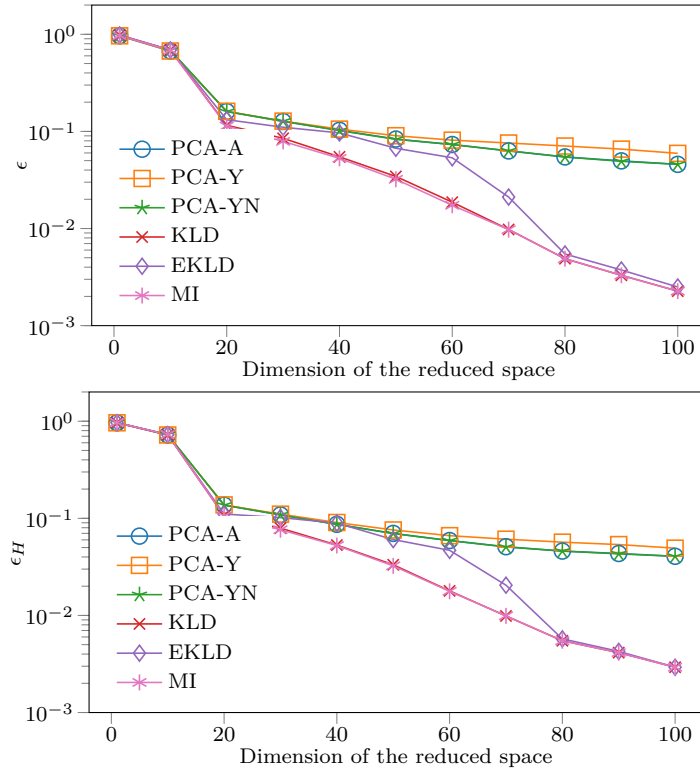 10^0
10^-1
10^-2
10^-3
ϵ
PCA-A
PCA-Y
PCA-YN
KLD
EKLD
MI
0 20 40 60 80 100
Dimension of the reduced space
10^0
10^-1
10^-2
10^-3
ϵ_H
PCA-A
PCA-Y
PCA-YN
KLD
EKLD
MI
0 20 40 60 80 100
Dimension of the reduced space